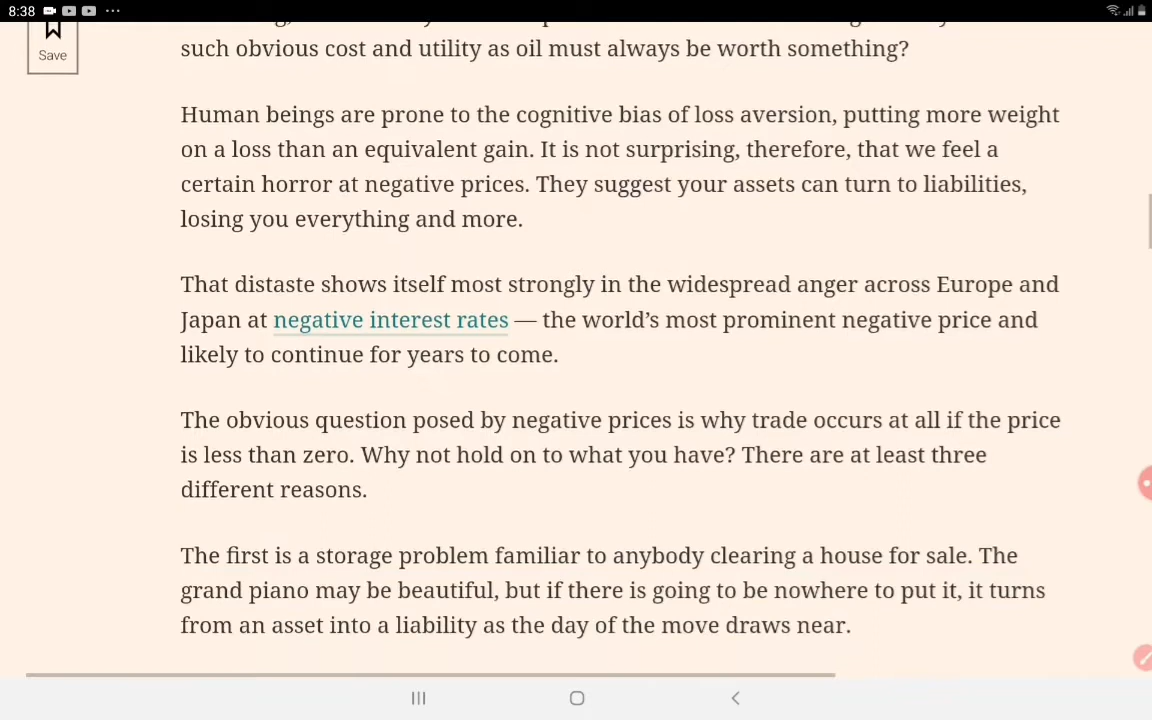 8:38
Save
such obvious cost and utility as oil must always be worth something?
Human beings are prone to the cognitive bias of loss aversion, putting more weight
on a loss than an equivalent gain. It is not surprising, therefore, that we feel a
certain horror at negative prices. They suggest your assets can turn to liabilities,
losing you everything and more.
That distaste shows itself most strongly in the widespread anger across Europe and
Japan at negative interest rates — the world’s most prominent negative price and
likely to continue for years to come.
The obvious question posed by negative prices is why trade occurs at all if the price
is less than zero. Why not hold on to what you have? There are at least three
different reasons.
The first is a storage problem familiar to anybody clearing a house for sale. The
grand piano may be beautiful, but if there is going to be nowhere to put it, it turns
from an asset into a liability as the day of the move draws near.